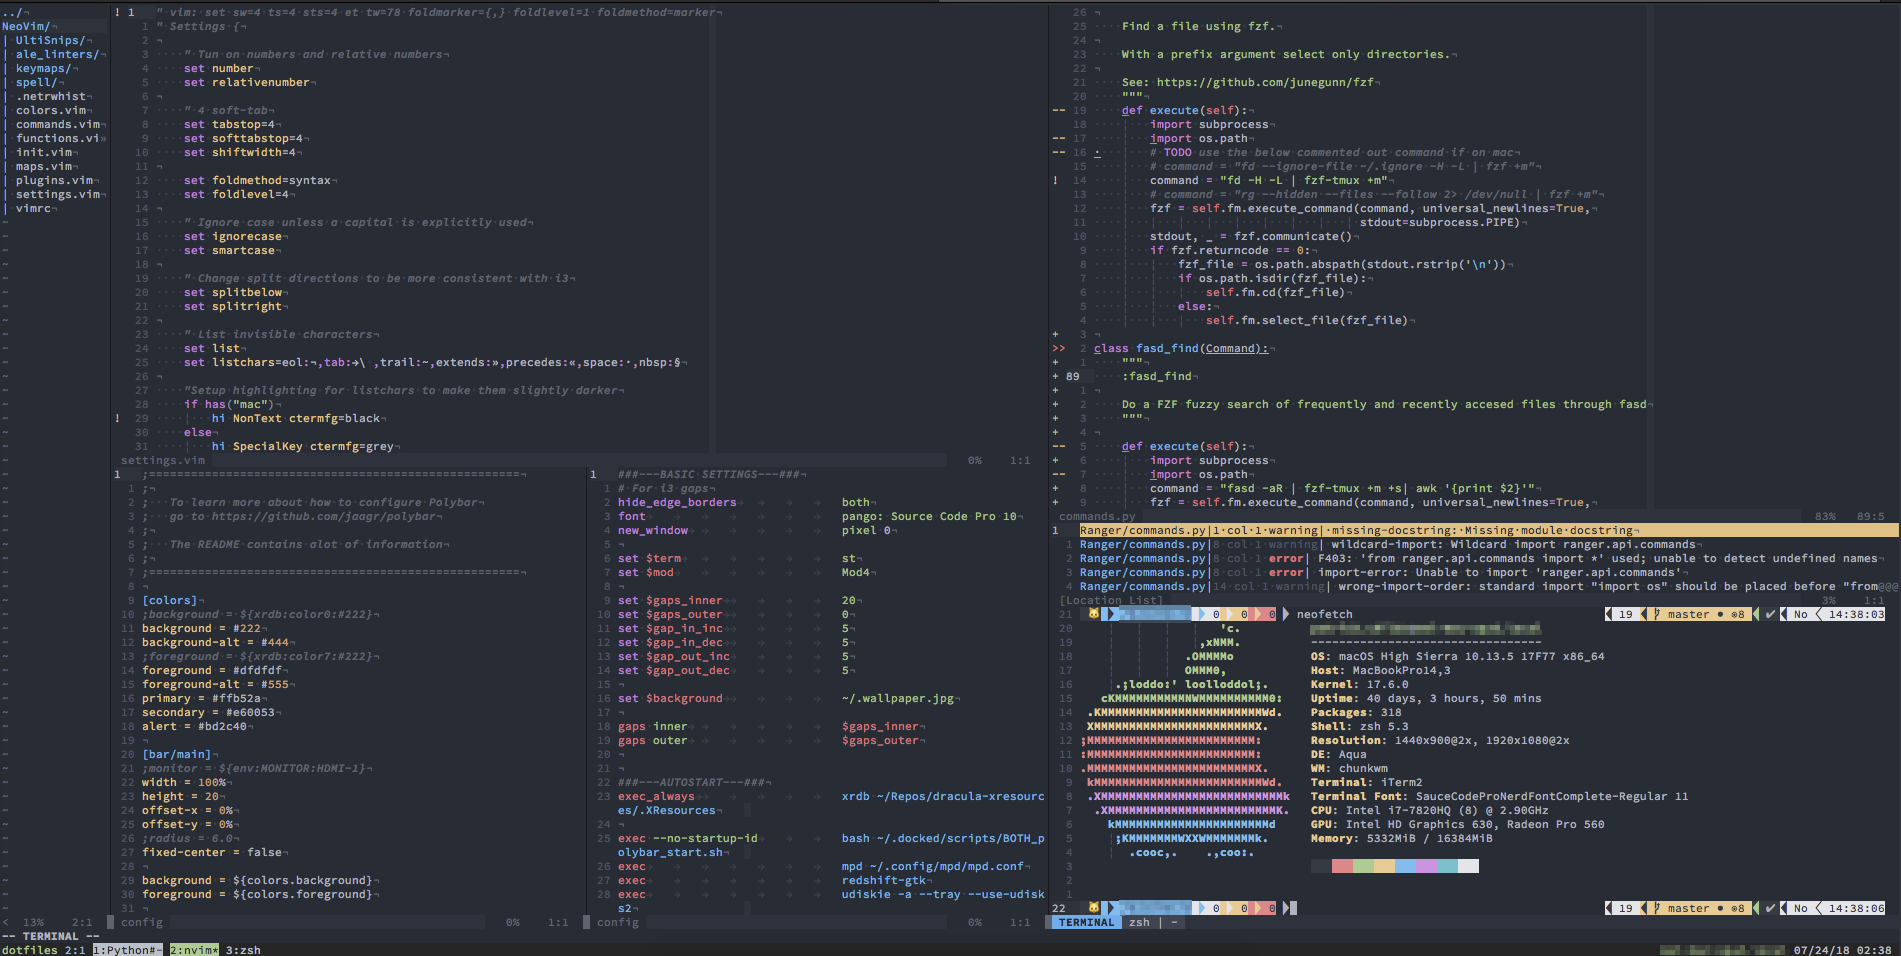 ../
NeoVim/
| UltiSnips/
| ale_linters/
| keymaps/
| spell/
| .netrwhist
| colors.vim
| commands.vim
| functions.vi»
| init.vim
| maps.vim
| plugins.vim
| settings.vim
| vimrc
< 13% 2:1
! 1 " vim: set sw=4 ts=4 sts=4 et tw=78 foldmarker={,} foldlevel=1 foldmethod=marker
1 " Settings {
2
3 " Tun on numbers and relative numbers
4 set number
5 set relativenumber
6
7 " 4 soft-tab
8 set tabstop=4
9 set softtabstop=4
10 set shiftwidth=4
11
12 set foldmethod=syntax
13 set foldlevel=4
14
15 " Ignore case unless a capital is explicitly used
16 set ignorecase
17 set smartcase
18
19 " Change split directions to be more consistent with i3
20 set splitbelow
21 set splitright
22
23 " List invisible characters
24 set list
25 set listchars=eol:¬,tab:→\ ,trail:~,extends:»,precedes:«,space:·,nbsp:§
26
27 "Setup highlighting for listchars to make them slightly darker
28 if has("mac")
! 29 hi NonText ctermfg=black
30 else
31 hi SpecialKey ctermfg=grey
settings.vim 0% 1:1
1 ;=====================================================
1 ;
2 ; To learn more about how to configure Polybar
3 ; go to https://github.com/jaagr/polybar
4 ;
5 ; The README contains alot of information
6 ;
7 ;=====================================================
8
9 [colors]
10 ;background = ${xrdb:color0:#222}
11 background = #222
12 background-alt = #444
13 ;foreground = ${xrdb:color7:#222}
14 foreground = #dfdfdf
15 foreground-alt = #555
16 primary = #ffb52a
17 secondary = #e60053
18 alert = #bd2c40
19
20 [bar/main]
21 ;monitor = ${env:MONITOR:HDMI-1}
22 width = 100%
23 height = 20
24 offset-x = 0%
25 offset-y = 0%
26 ;radius = 6.0
27 fixed-center = false
28
29 background = ${colors.background}
30 foreground = ${colors.foreground}
31
config 0% 1:1
1 ###---BASIC SETTINGS---###
1 # For i3 gaps
2 hide_edge_borders both
3 font pango: Source Code Pro 10
4 new_window pixel 0
5
6 set $term st
7 set $mod Mod4
8
9 set $gaps_inner 20
10 set $gaps_outer 0
11 set $gap_in_inc 5
12 set $gap_in_dec 5
13 set $gap_out_inc 5
14 set $gap_out_dec 5
15
16 set $background ~/.wallpaper.jpg
17
18 gaps inner $gaps_inner
19 gaps outer $gaps_outer
20
21
22 ###---AUTOSTART---###
23 exec_always xrdb ~/Repos/dracula-xresourc
es/.XResources
24
25 exec --no-startup-id bash ~/.docked/scripts/BOTH_p
olybar_start.sh
26 exec mpd ~/.config/mpd/mpd.conf
27 exec redshift-gtk
28 exec udiskie -a --tray --use-udisk
s2
config 0% 1:1
26
25 Find a file using fzf.
24
23 With a prefix argument select only directories.
22
21 See: https://github.com/junegunn/fzf
20 """
-- 19 def execute(self):
18 import subprocess
-- 17 import os.path
-- 16 # TODO use the below commented out command if on mac
15 # command = "fd --ignore-file ~/.ignore -H -L | fzf +m"
! 14 command = "fd -H -L | fzf-tmux +m"
13 # command = "rg --hidden --files --follow 2> /dev/null | fzf +m"
12 fzf = self.fm.execute_command(command, universal_newlines=True,
11 stdout=subprocess.PIPE)
10 stdout, _ = fzf.communicate()
9 if fzf.returncode == 0:
8 fzf_file = os.path.abspath(stdout.rstrip('\n'))
7 if os.path.isdir(fzf_file):
6 self.fm.cd(fzf_file)
5 else:
4 self.fm.select_file(fzf_file)
+ 3
>> 2 class fasd_find(Command):
+ 1 """
+ 89 :fasd_find
+ 1
+ 2 Do a FZF fuzzy search of frequently and recently accesed files through fasd
+ 3 """
+ 4
-- 5 def execute(self):
+ 6 import subprocess
-- 7 import os.path
+ 8 command = "fasd -aR | fzf-tmux +m +s| awk '{print $2}'"
+ 9 fzf = self.fm.execute_command(command, universal_newlines=True,
commands.py 83% 89:5
1 Ranger/commands.py|1 col 1 warning| missing-docstring: Missing module docstring
1 Ranger/commands.py|8 col 1 warning| wildcard-import: Wildcard import ranger.api.commands
2 Ranger/commands.py|8 col 1 error| F403: 'from ranger.api.commands import *' used; unable to detect undefined names
3 Ranger/commands.py|8 col 1 error| import-error: Unable to import 'ranger.api.commands'
4 Ranger/commands.py|14 col 1 warning| wrong-import-order: standard import "import os" should be placed before "from@@@
[Location List] 3% 1:1
21 0 0 0 neofetch 19 master • ⊙8 ✔ No 14:38:03
20 'c.
19 ,xNMM. ---------------------------------
18 .OMMMMo OS: macOS High Sierra 10.13.5 17F77 x86_64
17 OMMM0, Host: MacBookPro14,3
16 .;loddo:' loolloddol;. Kernel: 17.6.0
15 cKMMMMMMMMMMNWMMMMMMMMMM0: Uptime: 40 days, 3 hours, 50 mins
14 .KMMMMMMMMMMMMMMMMMMMMMMMWd. Packages: 318
13 XMMMMMMMMMMMMMMMMMMMMMMMX. Shell: zsh 5.3
12 ;MMMMMMMMMMMMMMMMMMMMMMMM: Resolution: 1440x900@2x, 1920x1080@2x
11 :MMMMMMMMMMMMMMMMMMMMMMMM: DE: Aqua
10 .MMMMMMMMMMMMMMMMMMMMMMMMX. WM: chunkwm
9 kMMMMMMMMMMMMMMMMMMMMMMMMWd. Terminal: iTerm2
8 .XMMMMMMMMMMMMMMMMMMMMMMMMMMk Terminal Font: SauceCodeProNerdFontComplete-Regular 11
7 .XMMMMMMMMMMMMMMMMMMMMMMMMK. CPU: Intel i7-7820HQ (8) @ 2.90GHz
6 kMMMMMMMMMMMMMMMMMMMMMMd GPU: Intel HD Graphics 630, Radeon Pro 560
5 ;KMMMMMMMWXXWMMMMMMMk. Memory: 5332MiB / 16384MiB
4 .cooc,. .,coo:.
3
2
1
22 0 0 0 19 master • ⊙8 ✔ No 14:38:06
TERMINAL zsh | -
-- TERMINAL --
dotfiles 2:1 1:Python#- 2:nvim* 3:zsh 07/24/18 02:38